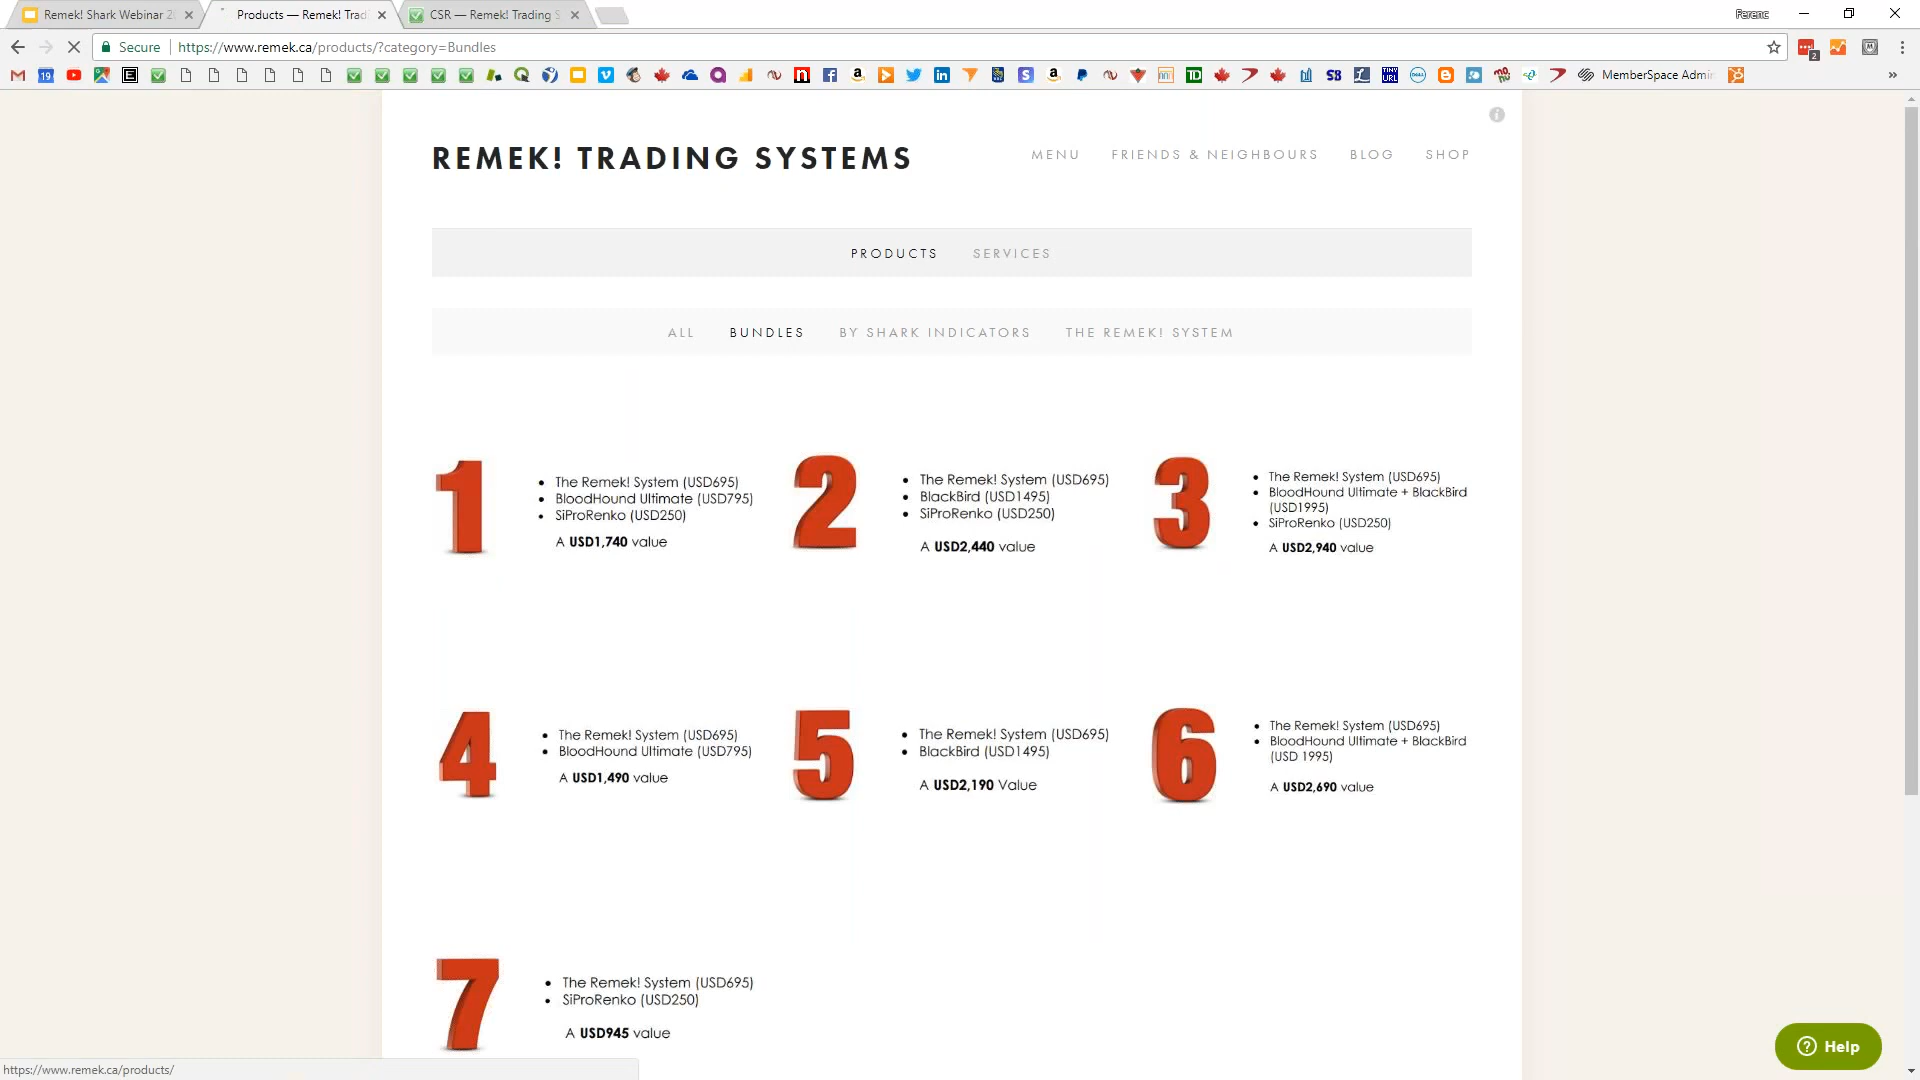 Remek! Shark Webinar 2
Products — Remek! Tradi
CSR — Remek! Trading S
Ferenc
Secure
https://www.remek.ca/products/?category=Bundles
2
19
TD
MemberSpace Admin
REMEK! TRADING SYSTEMS
MENU
FRIENDS & NEIGHBOURS
BLOG
SHOP
PRODUCTS
SERVICES
ALL
BUNDLES
BY SHARK INDICATORS
THE REMEK! SYSTEM
1
The Remek! System (USD695)
BloodHound Ultimate (USD795)
SiProRenko (USD250)
A USD1,740 value
2
The Remek! System (USD695)
BlackBird (USD1495)
SiProRenko (USD250)
A USD2,440 value
3
The Remek! System (USD695)
BloodHound Ultimate + BlackBird
(USD1995)
SiProRenko (USD250)
A USD2,940 value
4
The Remek! System (USD695)
BloodHound Ultimate (USD795)
A USD1,490 value
5
The Remek! System (USD695)
BlackBird (USD1495)
A USD2,190 Value
6
The Remek! System (USD695)
BloodHound Ultimate + BlackBird
(USD 1995)
A USD2,690 value
7
The Remek! System (USD695)
SiProRenko (USD250)
A USD945 value
Help
https://www.remek.ca/products/